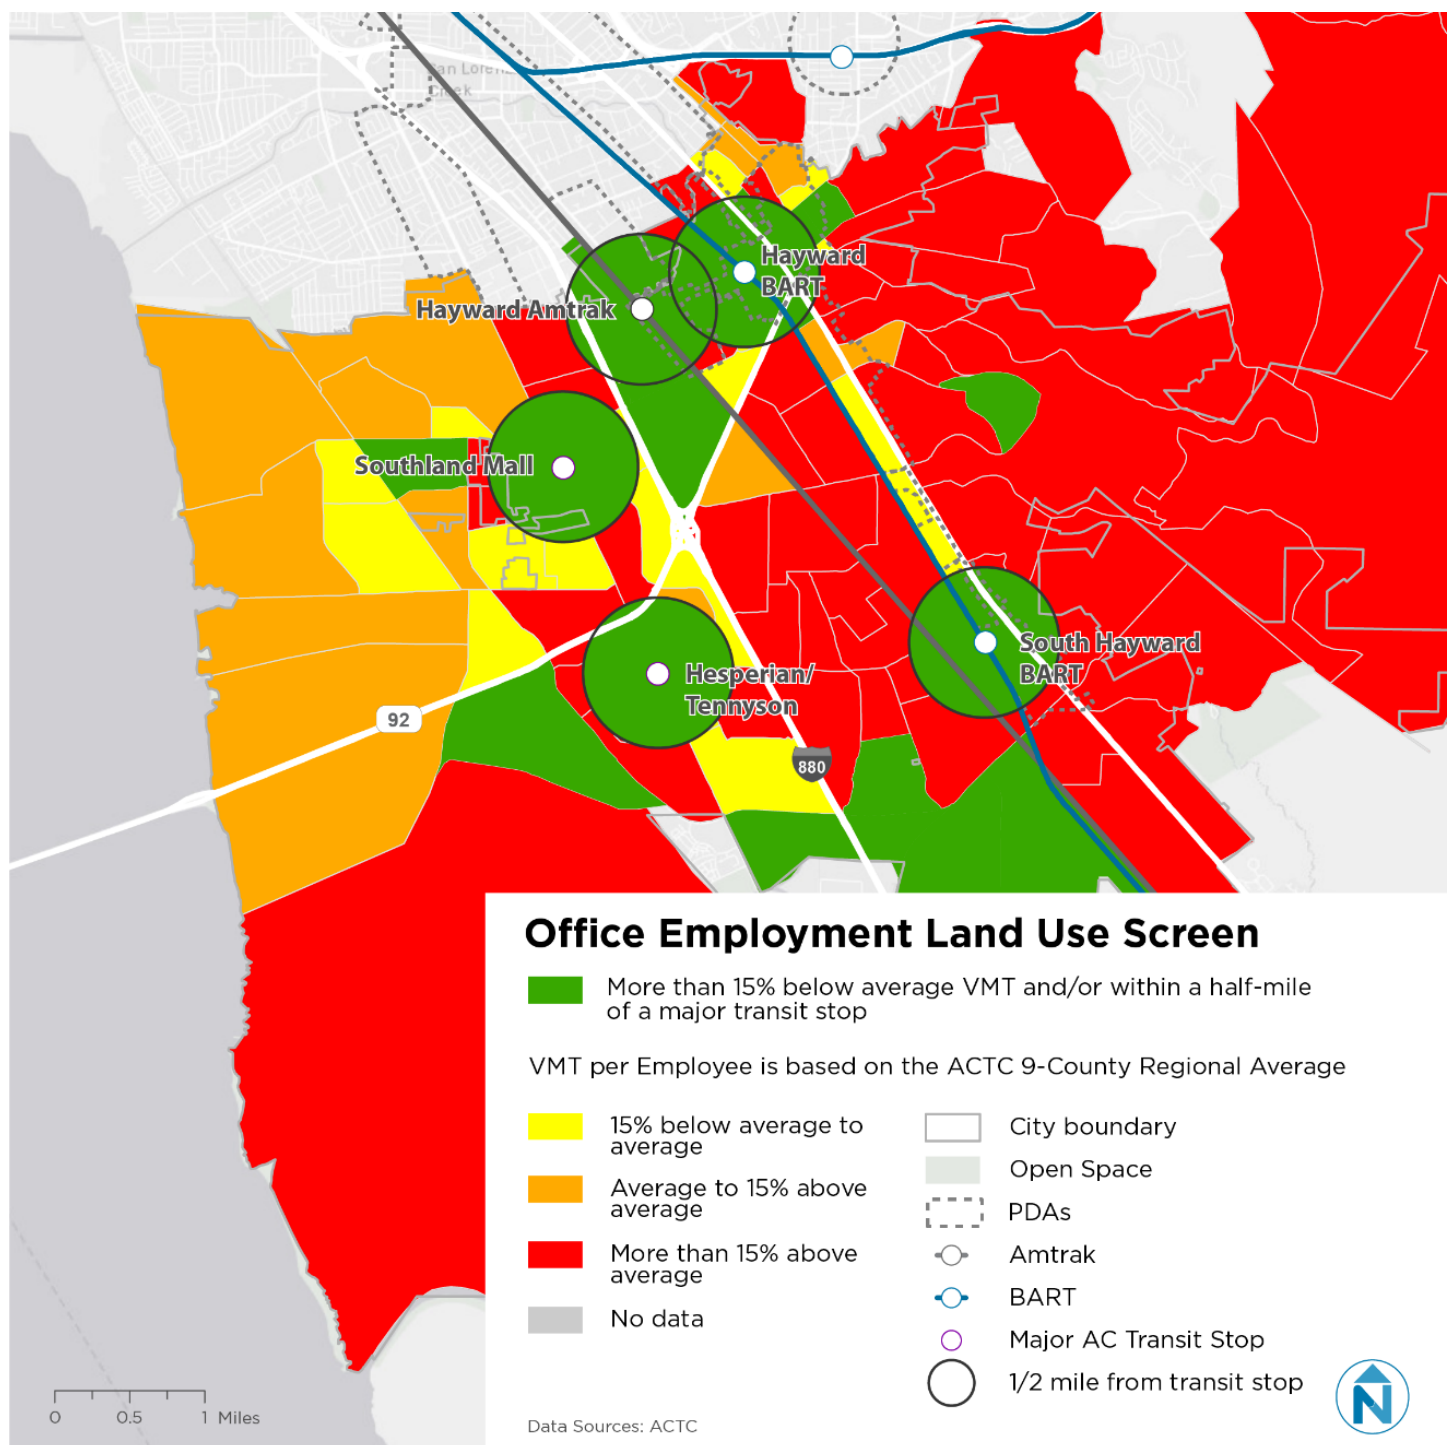 San Lorenzo
Creek
Hayward
BART
Hayward Amtrak
Southland Mall
South Hayward
BART
Hesperian/
Tennyson
92
880
Office Employment Land Use Screen
More than 15% below average VMT and/or within a half-mile
of a major transit stop
VMT per Employee is based on the ACTC 9-County Regional Average
15% below average to
average
Average to 15% above
average
More than 15% above
average
No data
City boundary
Open Space
PDAs
Amtrak
BART
Major AC Transit Stop
1/2 mile from transit stop
0 0.5 1 Miles
Data Sources: ACTC
N